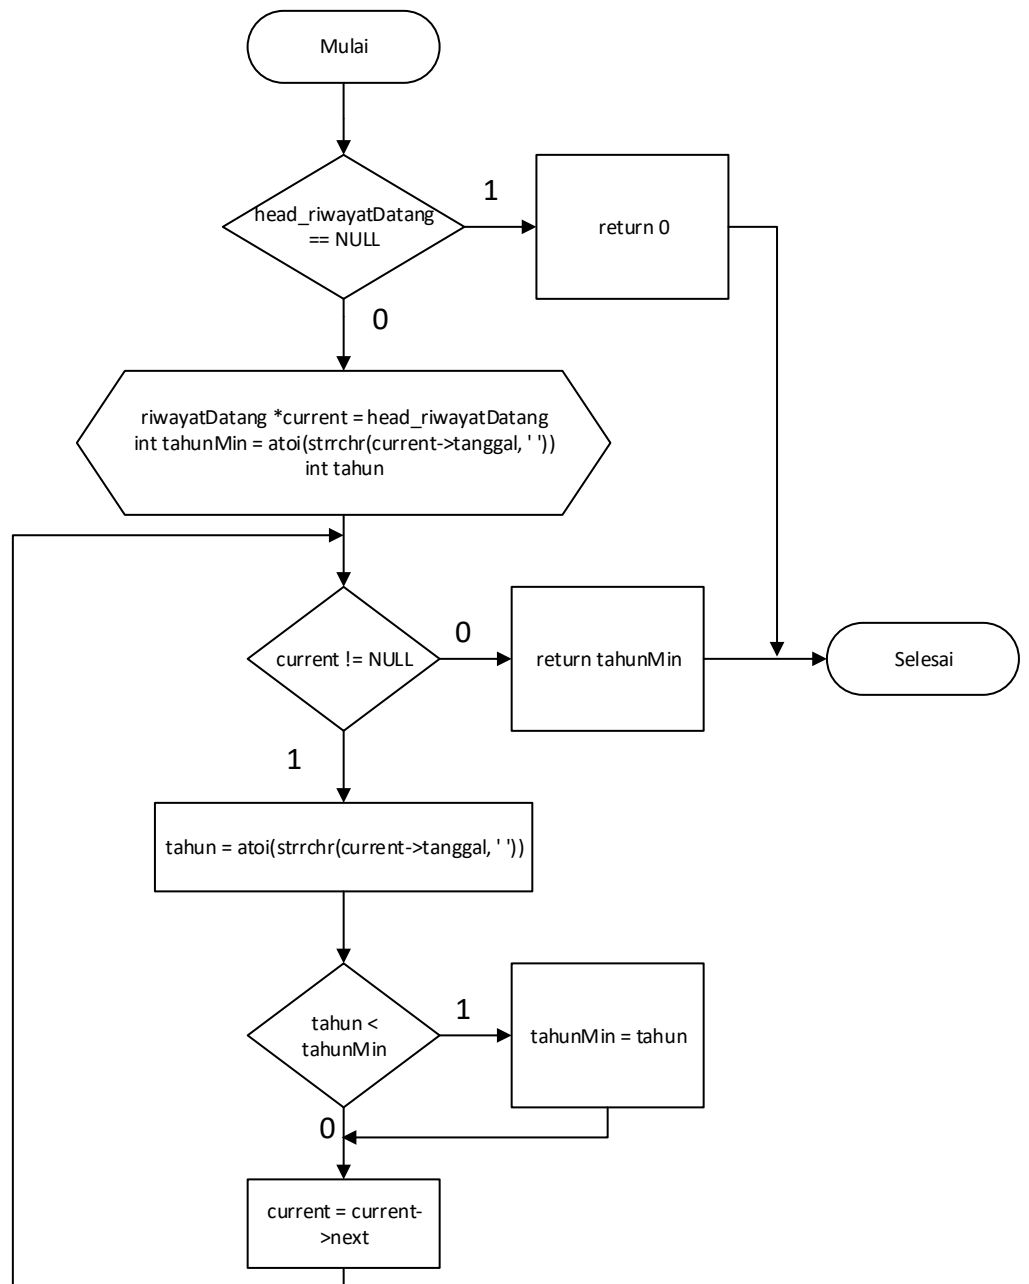 Mulai
head_riwayatDatang
== NULL
1
return 0
0
riwayatDatang *current = head_riwayatDatang
int tahunMin = atoi(strrchr(current->tanggal, ' '))
int tahun
current != NULL
0
return tahunMin
Selesai
1
tahun = atoi(strrchr(current->tanggal, ' '))
tahun <
tahunMin
1
tahunMin = tahun
0
current = current-
>next